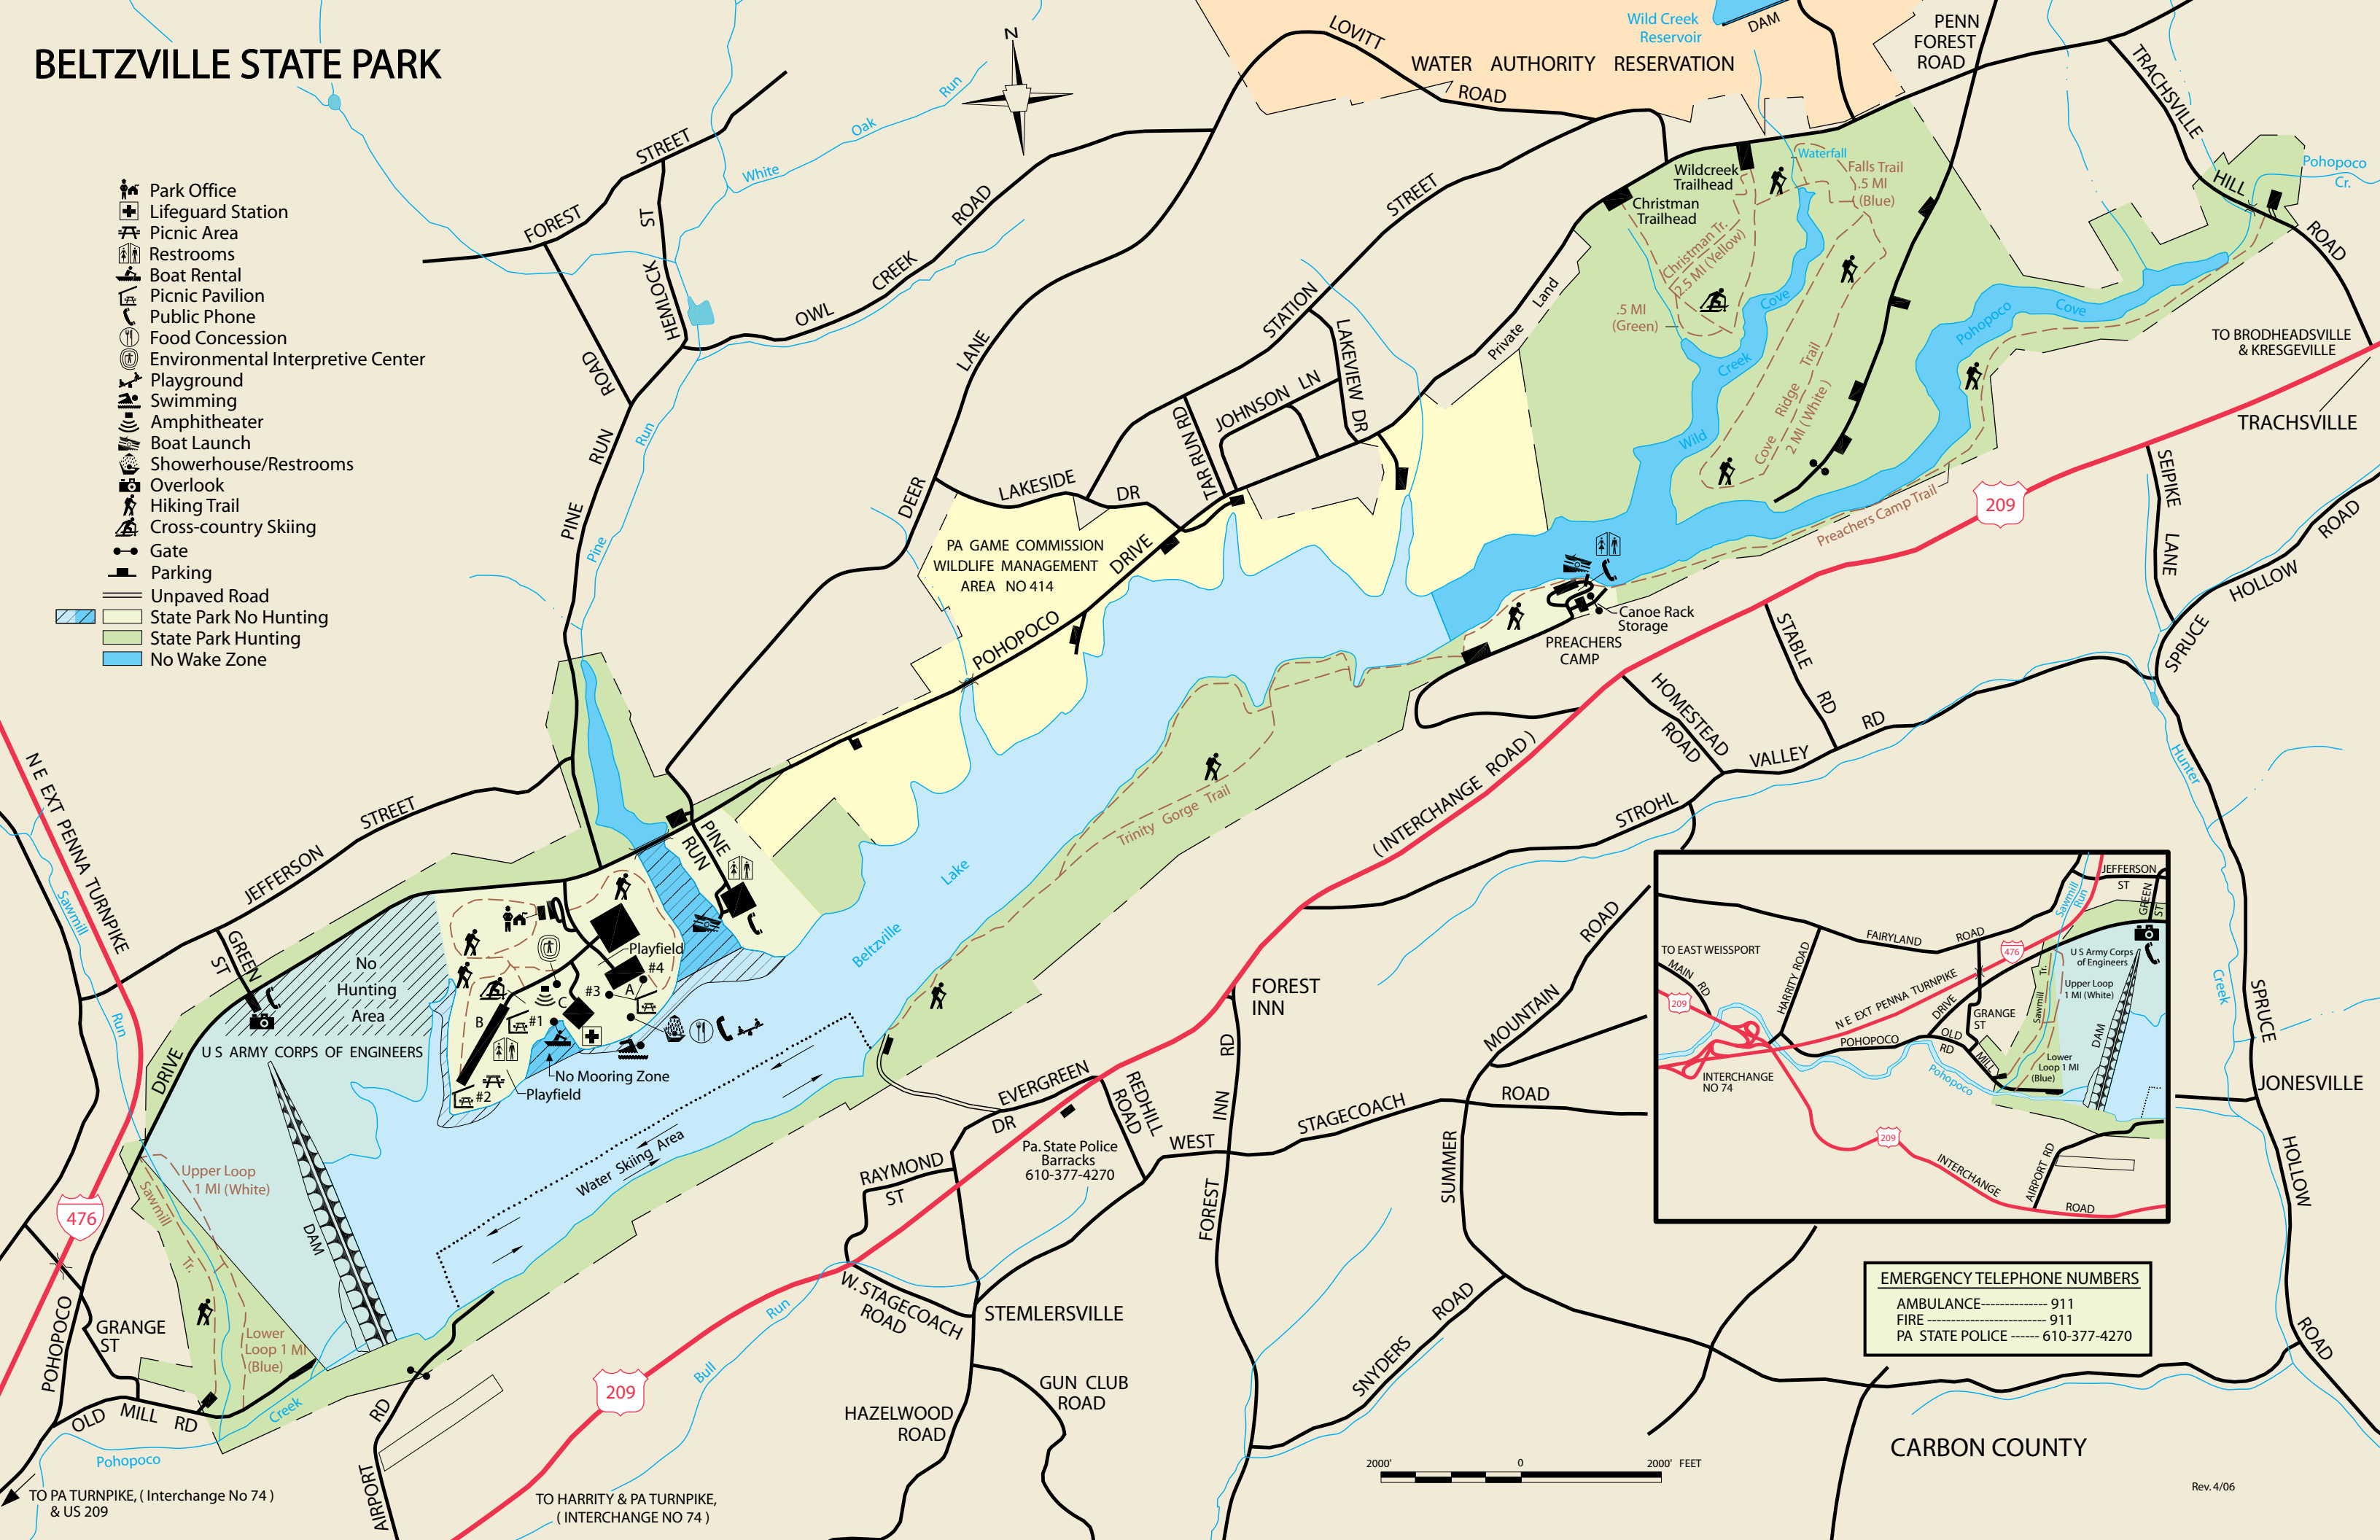 BELTZVILLE STATE PARK
Park Office
Lifeguard Station
Picnic Area
Restrooms
Boat Rental
Picnic Pavilion
Public Phone
Food Concession
Environmental Interpretive Center
Playground
Swimming
Amphitheater
Boat Launch
Showerhouse/Restrooms
Overlook
Hiking Trail
Cross-country Skiing
Gate
Parking
Unpaved Road
State Park No Hunting
State Park Hunting
No Wake Zone
N
LOVITT
ROAD
WATER AUTHORITY RESERVATION
Wild Creek
Reservoir
DAM
PENN
FOREST
ROAD
TRACHSVILLE
HILL
ROAD
Pohopoco
Cr.
White
Oak
Run
FOREST
STREET
HEMLOCK
ST
PINE
RUN
ROAD
Pine
Run
OWL
CREEK
ROAD
DEER
LANE
STATION
STREET
LAKEVIEW DR
JOHNSON LN
TAR RUN RD
LAKESIDE
DR
Private Land
Wildcreek
Trailhead
Christman
Trailhead
Waterfall
Falls Trail
.5 MI
(Blue)
Christman Tr.
2.5 MI (Yellow)
.5 MI
(Green)
Wild
Creek
Cove
Cove Ridge Trail
2 MI (White)
Pohopoco
Cove
TO BRODHEADSVILLE
& KRESGEVILLE
TRACHSVILLE
209
Preachers Camp Trail
SEIPIKE
LANE
SPRUCE
HOLLOW
ROAD
PA GAME COMMISSION
WILDLIFE MANAGEMENT
AREA NO 414
POHOPOCO
DRIVE
Canoe Rack
Storage
PREACHERS
CAMP
STABLE
RD
HOMESTEAD
ROAD
VALLEY
RD
STROHL
(INTERCHANGE ROAD)
Trinity Gorge Trail
Beltzville
Lake
Hunter
Creek
SPRUCE
HOLLOW
ROAD
JONESVILLE
N E EXT PENNA TURNPIKE
Sawmill
Run
JEFFERSON
STREET
GREEN
ST
PINE
RUN
No
Hunting
Area
U S ARMY CORPS OF ENGINEERS
Playfield
#4
#3
A
C
B
#1
#2
No Mooring Zone
Playfield
DRIVE
DAM
Water Skiing Area
Upper Loop
1 MI (White)
Sawmill
Tr.
Lower
Loop 1 MI
(Blue)
476
GRANGE
ST
POHOPOCO
OLD
MILL
RD
Creek
Pohopoco
TO PA TURNPIKE, ( Interchange No 74 )
& US 209
AIRPORT
RD
209
TO HARRITY & PA TURNPIKE,
( INTERCHANGE NO 74 )
Bull
Run
EVERGREEN
DR
REDHILL
ROAD
Pa. State Police
Barracks
610-377-4270
RAYMOND
ST
W. STAGECOACH
ROAD
STEMLERSVILLE
GUN CLUB
ROAD
HAZELWOOD
ROAD
FOREST
INN
FOREST
INN
RD
WEST
STAGECOACH
ROAD
MOUNTAIN
ROAD
SUMMER
SNYDERS
ROAD
JEFFERSON
ST
GREEN
ST
Sawmill
Run
TO EAST WEISSPORT
MAIN
RD
FAIRYLAND
ROAD
HARRITY ROAD
476
209
N E EXT PENNA TURNPIKE
DRIVE
POHOPOCO
OLD
RD
MILL
GRANGE
ST
U S Army Corps
of Engineers
Upper Loop
1 MI (White)
Sawmill
Tr.
DAM
Lower
Loop 1 MI
(Blue)
Pohopoco
INTERCHANGE
NO 74
209
INTERCHANGE
ROAD
AIRPORT RD
EMERGENCY TELEPHONE NUMBERS
AMBULANCE-------------- 911
FIRE ------------------------- 911
PA STATE POLICE ------ 610-377-4270
CARBON COUNTY
2000' 0 2000' FEET
Rev. 4/06